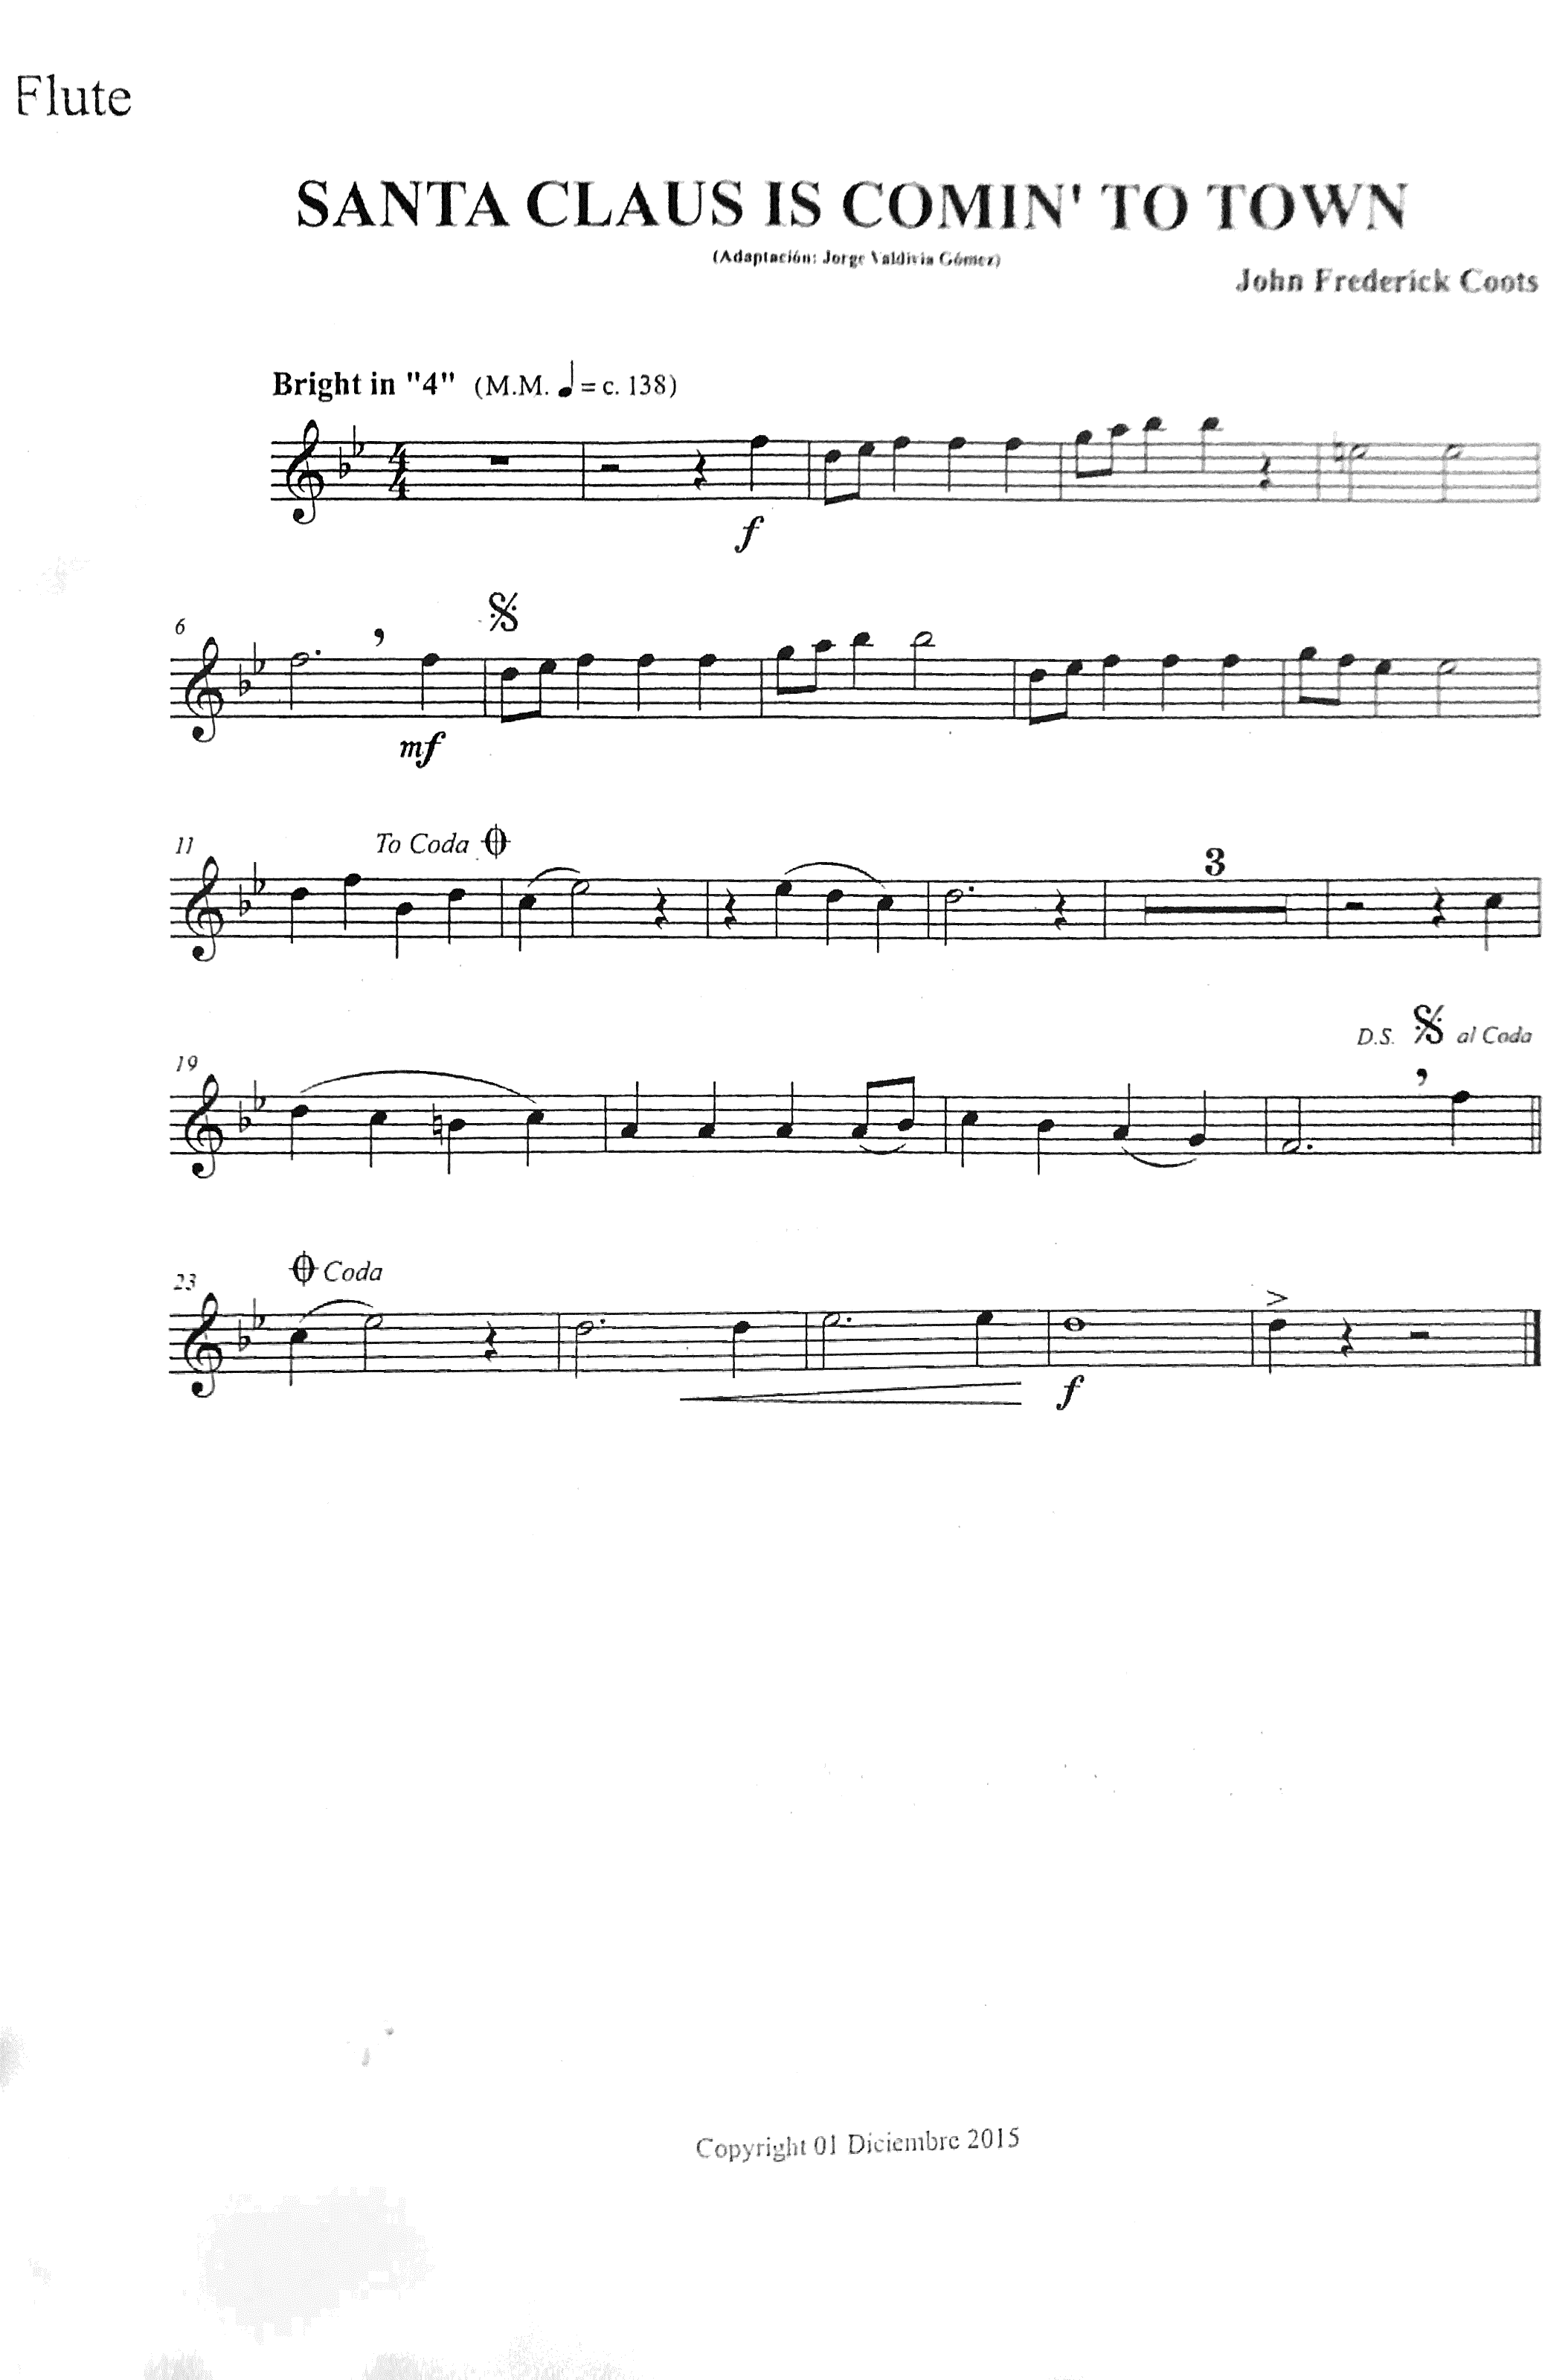 Flute
SANTA CLAUS IS COMIN' TO TOWN
(Adaptación: Jorge Valdivia Gómez)
John Frederick Coots
Bright in "4" (M.M. ♩ = c. 138)
4
4
f
6
mf
11
To Coda
3
19
D.S. al Coda
23
Coda
f
Copyright 01 Diciembre 2015